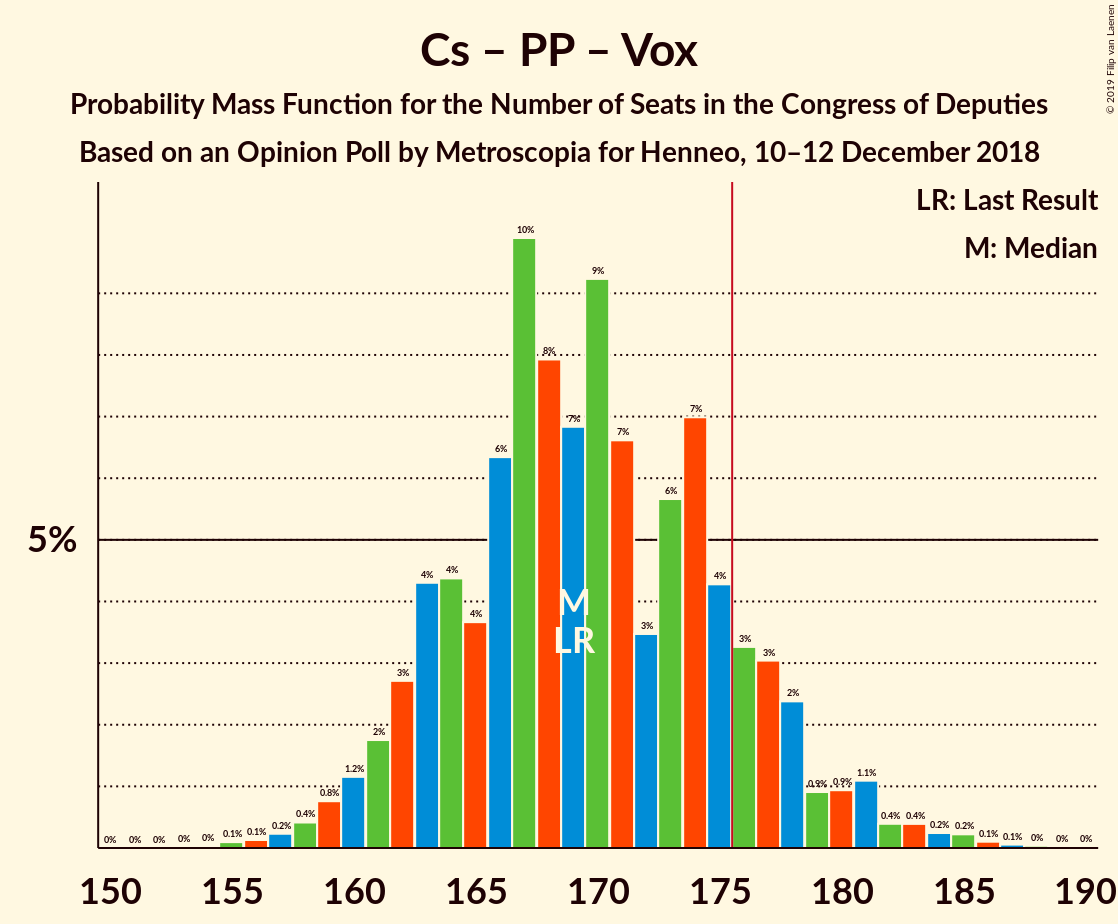 Cs – PP – Vox
Probability Mass Function for the Number of Seats in the Congress of Deputies
Based on an Opinion Poll by Metroscopia for Henneo, 10–12 December 2018
© 2019 Filip van Laenen
LR: Last Result
M: Median
5%
0% 0% 0% 0% 0% 0.1% 0.1% 0.2% 0.4% 0.8% 1.2% 2% 3% 4% 4% 4% 6% 10% 8% 7% 9% 7% 3% 6% 7% 4% 3% 3% 2% 0.9% 0.9% 1.1% 0.4% 0.4% 0.2% 0.2% 0.1% 0.1% 0% 0% 0%
M
LR
150 155 160 165 170 175 180 185 190